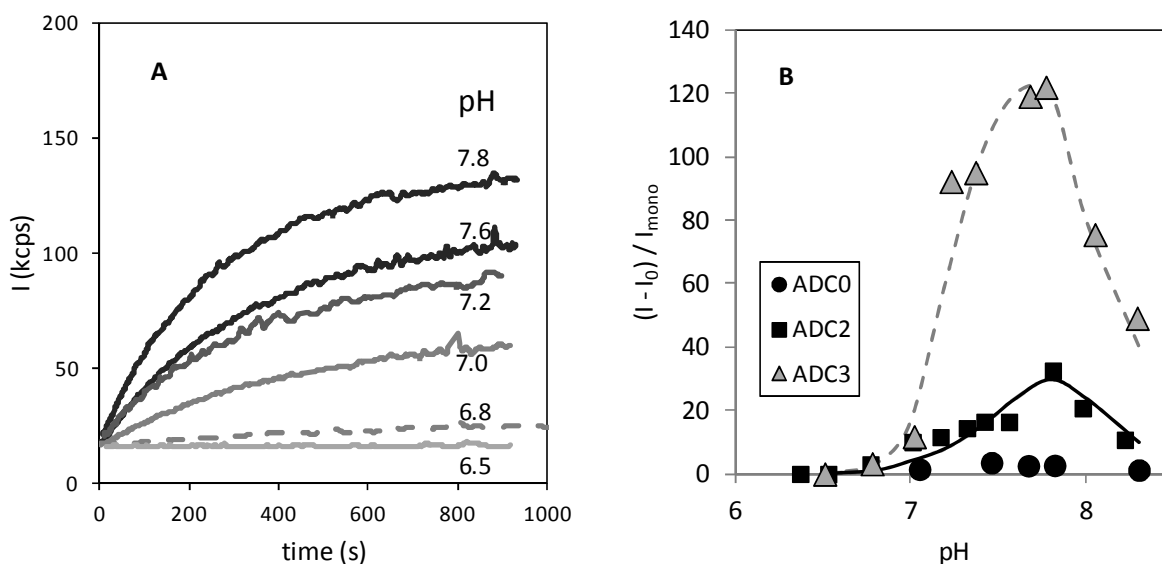 A
pH
200
150
100
50
0
I (kcps)
7.8
7.6
7.2
7.0
6.8
6.5
0 200 400 600 800 1000
time (s)
B
140
120
100
80
60
40
20
0
(I - I₀) / Iₘₒₙₒ
ADC0
ADC2
ADC3
6 7 8
pH